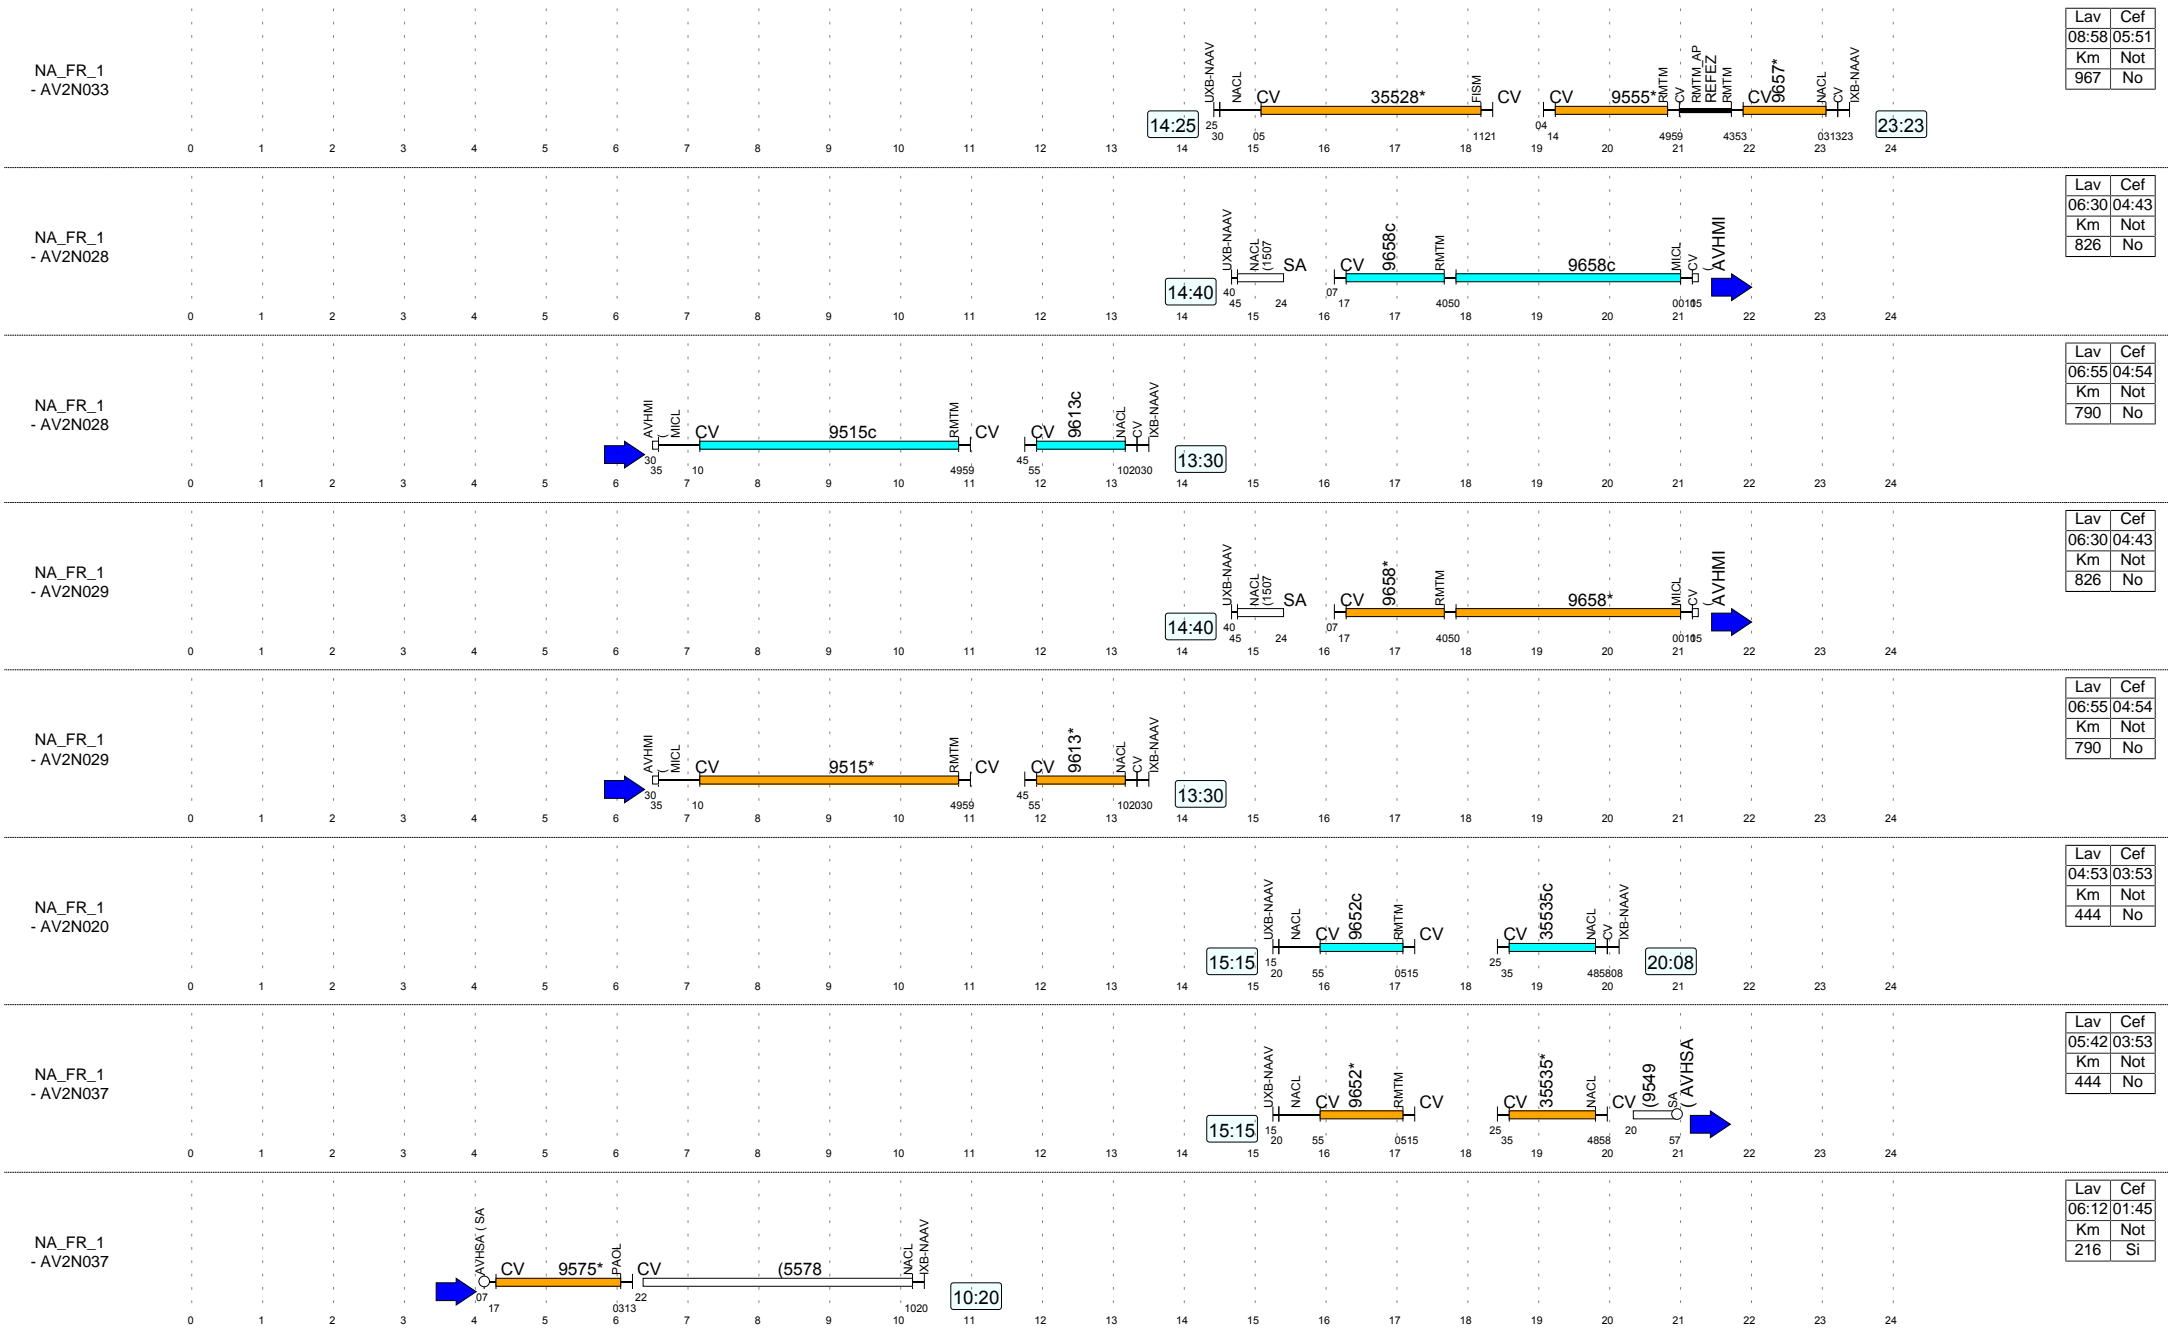 Lav Cef
08:58 05:51
Km Not
967 No
NA_FR_1
- AV2N033
UXB-NAAV NACL FISM RMTM CV RMTM_AP REFEZ RMTM 9657* NACL CV IXB-NAAV
CV 35528* CV CV 9555* CV
14:25 25 30 05 1121 04 14 4959 4353 031323 23:23
0 1 2 3 4 5 6 7 8 9 10 11 12 13 14 15 16 17 18 19 20 21 22 23 24
Lav Cef
06:30 04:43
Km Not
826 No
NA_FR_1
- AV2N028
UXB-NAAV NACL (1507 9658c RMTM MICL CV ( AVHMI
SA CV 9658c
14:40 40 45 24 07 17 4050
0 1 2 3 4 5 6 7 8 9 10 11 12 13 14 15 16 17 18 19 20 21 22 23 24
Lav Cef
06:55 04:54
Km Not
790 No
NA_FR_1
- AV2N028
AVHMI ( MICL RMTM 9613c NACL CV IXB-NAAV
CV 9515c CV CV
30 35 10 4959 45 55 102030 13:30
0 1 2 3 4 5 6 7 8 9 10 11 12 13 14 15 16 17 18 19 20 21 22 23 24
Lav Cef
06:30 04:43
Km Not
826 No
NA_FR_1
- AV2N029
UXB-NAAV NACL (1507 9658* RMTM MICL CV ( AVHMI
SA CV 9658*
14:40 40 45 24 07 17 4050
0 1 2 3 4 5 6 7 8 9 10 11 12 13 14 15 16 17 18 19 20 21 22 23 24
Lav Cef
06:55 04:54
Km Not
790 No
NA_FR_1
- AV2N029
AVHMI ( MICL RMTM 9613* NACL CV IXB-NAAV
CV 9515* CV CV
30 35 10 4959 45 55 102030 13:30
0 1 2 3 4 5 6 7 8 9 10 11 12 13 14 15 16 17 18 19 20 21 22 23 24
Lav Cef
04:53 03:53
Km Not
444 No
NA_FR_1
- AV2N020
UXB-NAAV NACL 9652c RMTM 35535c NACL CV IXB-NAAV
CV CV CV
15:15 15 20 55 0515 25 35 485808 20:08
0 1 2 3 4 5 6 7 8 9 10 11 12 13 14 15 16 17 18 19 20 21 22 23 24
Lav Cef
05:42 03:53
Km Not
444 No
NA_FR_1
- AV2N037
UXB-NAAV NACL 9652* RMTM 35535* NACL (9549 SA ( AVHSA
CV CV CV CV
15:15 15 20 55 0515 25 35 4858 20 57
0 1 2 3 4 5 6 7 8 9 10 11 12 13 14 15 16 17 18 19 20 21 22 23 24
Lav Cef
06:12 01:45
Km Not
216 Si
NA_FR_1
- AV2N037
AVHSA ( SA PAOL NACL IXB-NAAV
CV 9575* CV (5578
07 17 0313 22 1020 10:20
0 1 2 3 4 5 6 7 8 9 10 11 12 13 14 15 16 17 18 19 20 21 22 23 24